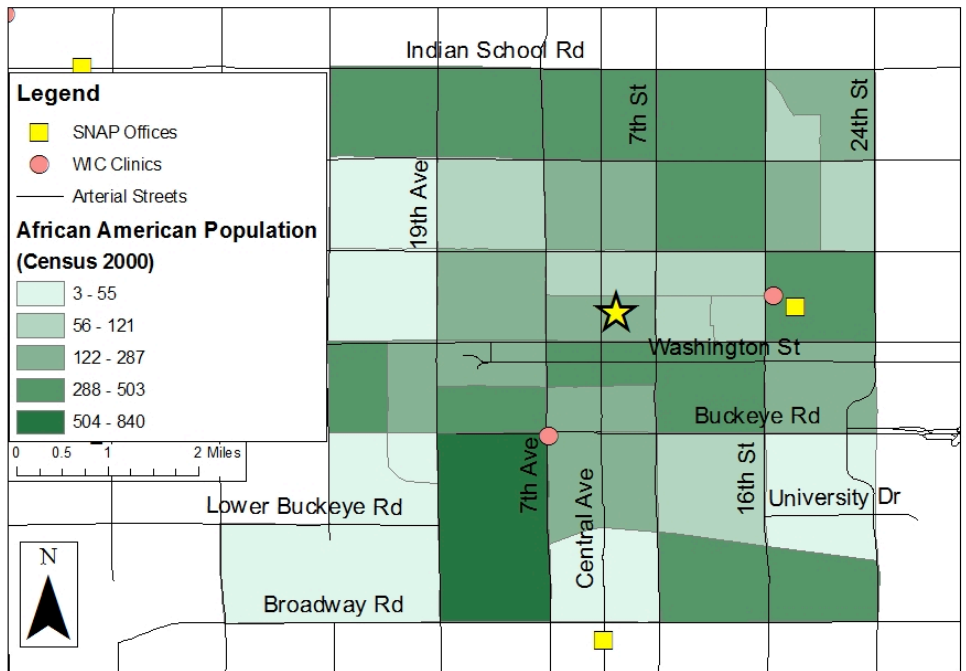 Indian School Rd
Legend
SNAP Offices
WIC Clinics
Arterial Streets
African American Population
(Census 2000)
3 - 55
56 - 121
122 - 287
288 - 503
504 - 840
0 0.5 1 2 Miles
7th St
24th St
19th Ave
Washington St
Buckeye Rd
7th Ave
Central Ave
16th St
University Dr
Lower Buckeye Rd
Broadway Rd
N